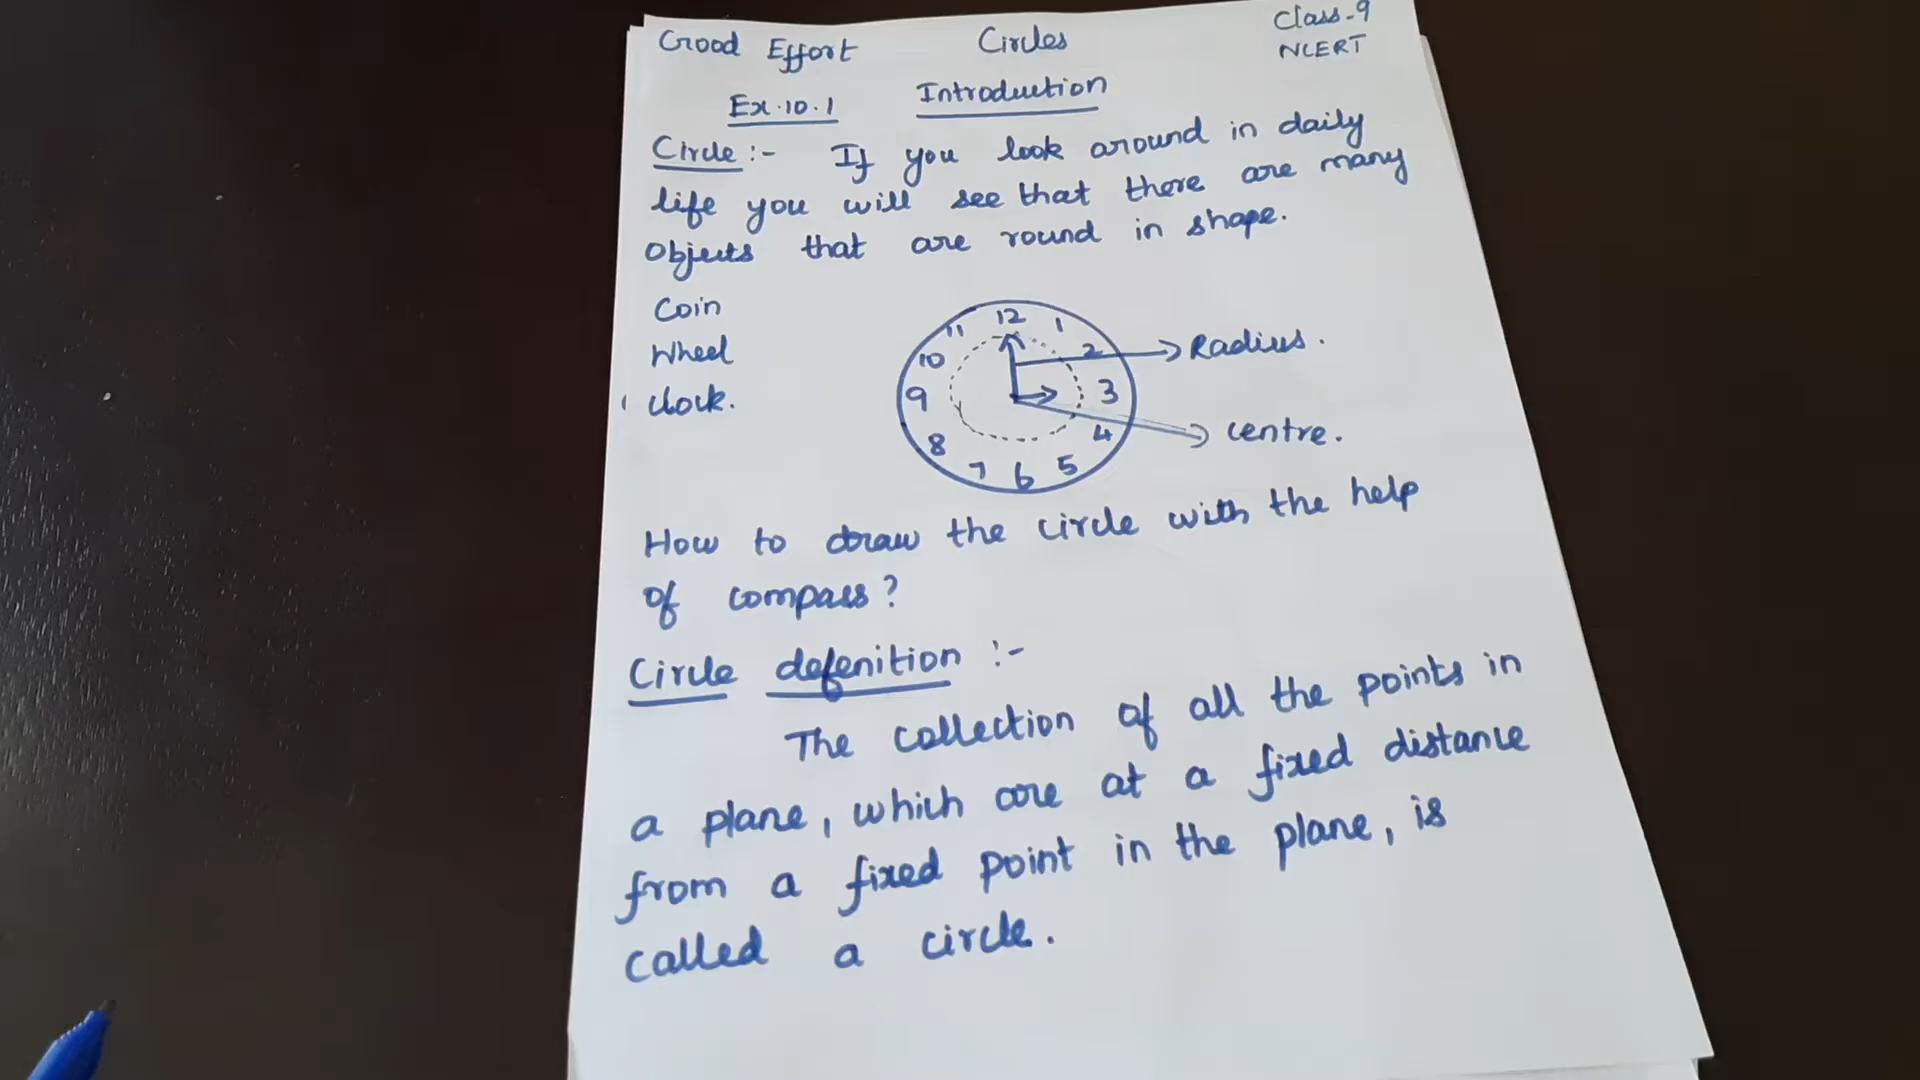 Good Effort Circles Class-9
NCERT
Ex.10.1 Introduction
Circle :- If you look around in daily
life you will see that there are many
objects that are round in shape.
Coin
Wheel
Clock.
12
11 1
10 2
9 3
8 4
7 6 5
Radius.
Centre.
How to draw the circle with the help
of compass?
Circle defenition :-
The collection of all the points in
a plane, which are at a fixed distance
from a fixed point in the plane, is
called a circle.